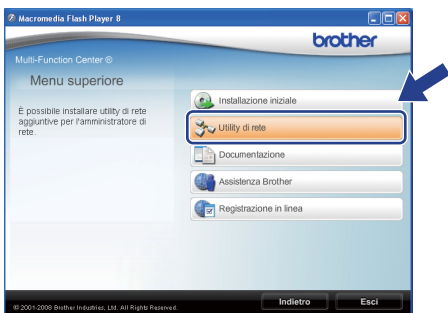 Macromedia Flash Player 8
brother
Multi-Function Center ®
Menu superiore
È possibile installare utility di rete
aggiuntive per l'amministratore di
rete.
Installazione iniziale
Utility di rete
Documentazione
Assistenza Brother
Registrazione in linea
© 2001-2008 Brother Industries, Ltd. All Rights Reserved.
Indietro
Esci